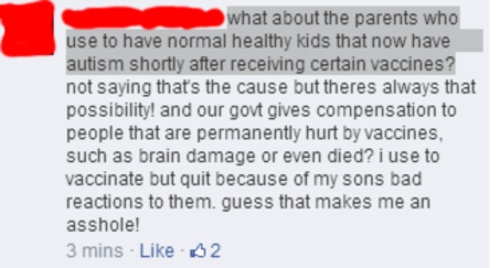 what about the parents who
use to have normal healthy kids that now have
autism shortly after receiving certain vaccines?
not saying that's the cause but theres always that
possibility! and our govt gives compensation to
people that are permanently hurt by vaccines,
such as brain damage or even died? i use to
vaccinate but quit because of my sons bad
reactions to them. guess that makes me an
asshole!
3 mins · Like · 2